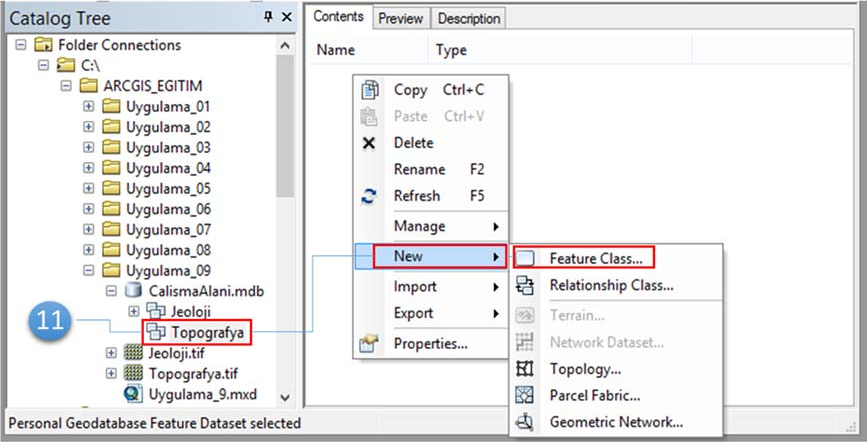 Catalog Tree
Folder Connections
C:\
ARCGIS_EGITIM
Uygulama_01
Uygulama_02
Uygulama_03
Uygulama_04
Uygulama_05
Uygulama_06
Uygulama_07
Uygulama_08
Uygulama_09
CalismaAlani.mdb
Jeoloji
Topografya
Jeoloji.tif
Topografya.tif
Uygulama_9.mxd
11
Contents Preview Description
Name Type
Copy Ctrl+C
Paste Ctrl+V
Delete
Rename F2
Refresh F5
Manage
New
Import
Export
Properties...
Feature Class...
Relationship Class...
Terrain...
Network Dataset...
Topology...
Parcel Fabric...
Geometric Network...
Personal Geodatabase Feature Dataset selected